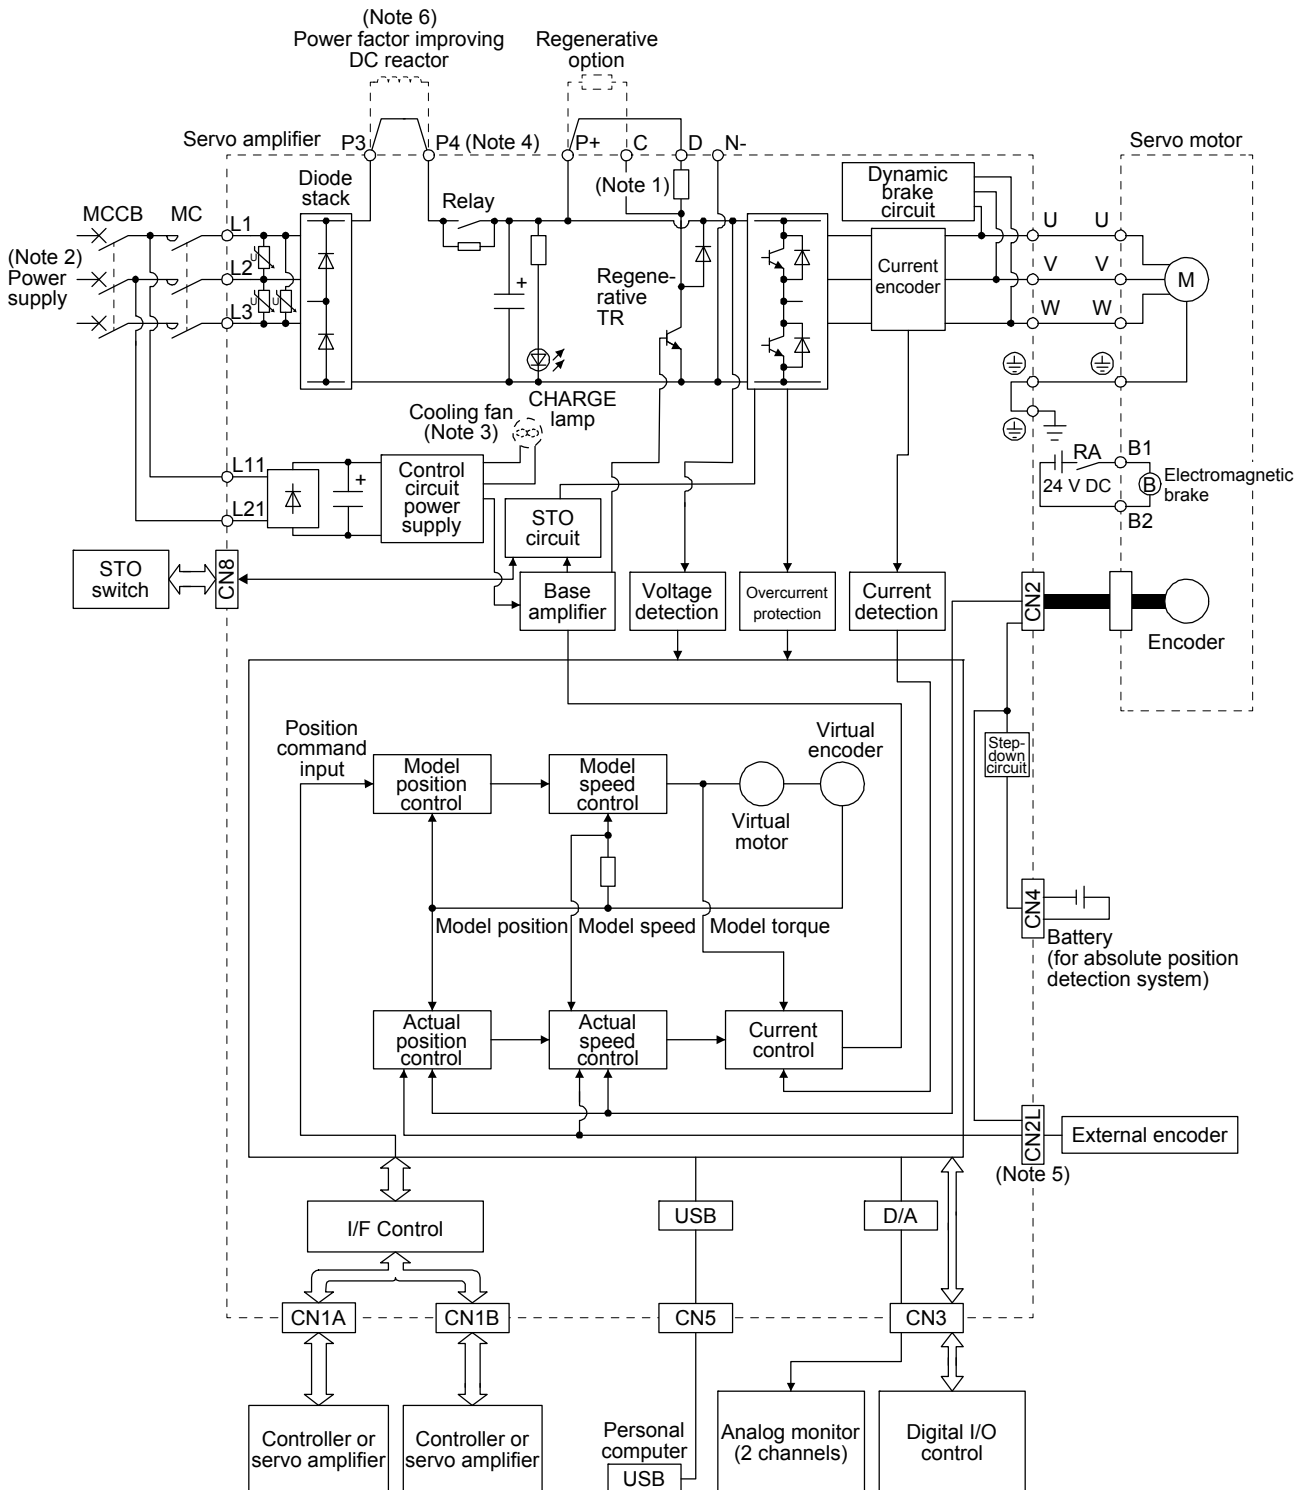 (Note 6)
Power factor improving
DC reactor
Regenerative
option
Servo amplifier
P3
P4 (Note 4)
P+
C
D
N-
Servo motor
Diode
stack
(Note 1)
Dynamic
brake
circuit
MCCB
MC
L1
Relay
U
U
(Note 2)
Power
supply
L2
U
+
Regene-
rative
TR
Current
encoder
V
V
M
L3
U
U
W
W
CHARGE
lamp
Cooling fan
(Note 3)
L11
+
Control
circuit
power
supply
RA
B1
24 V DC
B
Electromagnetic
brake
L21
STO
circuit
B2
STO
switch
CN8
Base
amplifier
Voltage
detection
Overcurrent
protection
Current
detection
CN2
Encoder
Position
command
input
Virtual
encoder
Step-
down
circuit
Model
position
control
Model
speed
control
Virtual
motor
CN4
Model position
Model speed
Model torque
Battery
(for absolute position
detection system)
Actual
position
control
Actual
speed
control
Current
control
CN2L
External encoder
(Note 5)
I/F Control
USB
D/A
CN1A
CN1B
CN5
CN3
Controller or
servo amplifier
Controller or
servo amplifier
Personal
computer
USB
Analog monitor
(2 channels)
Digital I/O
control